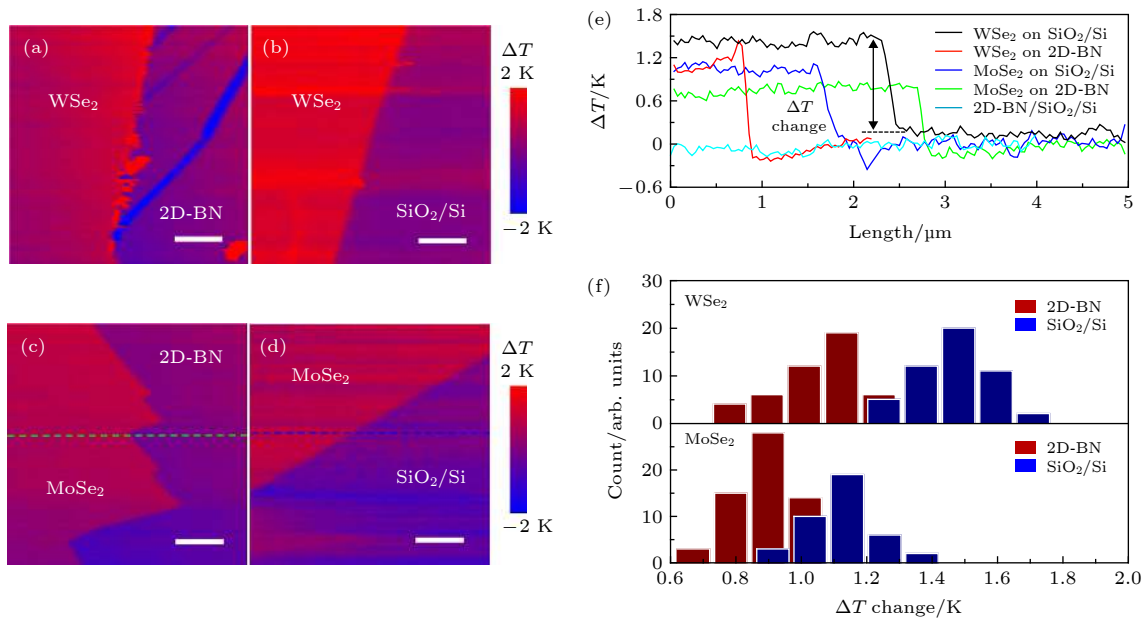 (a)
WSe₂
2D-BN
(b)
WSe₂
SiO₂/Si
ΔT
2 K
−2 K
(c)
2D-BN
MoSe₂
(d)
MoSe₂
SiO₂/Si
ΔT
2 K
−2 K
(e)
1.8
1.2
0.6
0
−0.6
ΔT/K
WSe₂ on SiO₂/Si
WSe₂ on 2D-BN
MoSe₂ on SiO₂/Si
MoSe₂ on 2D-BN
2D-BN/SiO₂/Si
ΔT
change
0 1 2 3 4 5
Length/µm
(f)
30
20
10
0
20
10
0
Count/arb. units
WSe₂
2D-BN
SiO₂/Si
MoSe₂
2D-BN
SiO₂/Si
0.6 0.8 1.0 1.2 1.4 1.6 1.8 2.0
ΔT change/K